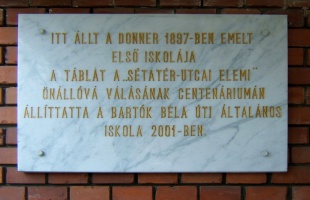 ITT ÁLLT A DONNER 1897-BEN EMELT
ELSŐ ISKOLÁJA
A TÁBLÁT A „SÉTATÉR-UTCAI ELEMI”
ÖNÁLLÓVÁ VÁLÁSÁNAK CENTENÁRIUMÁN
ÁLLÍTTATTA A BARTÓK BÉLA ÚTI ÁLTALÁNOS
ISKOLA 2001-BEN.